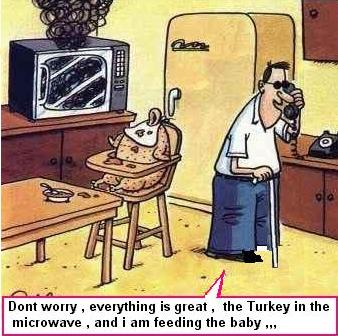 Dont worry , everything is great , the Turkey in the
microwave , and i am feeding the baby ,,,